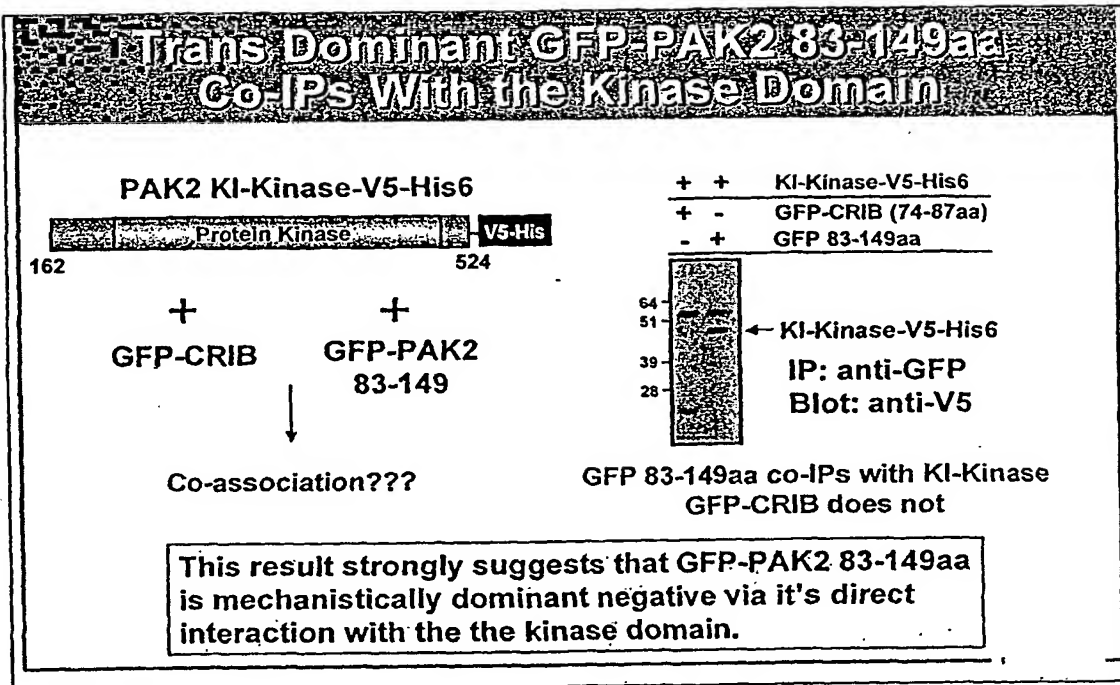 Trans Dominant GFP-PAK2 83-149aa
Co-IPs With the Kinase Domain
PAK2 KI-Kinase-V5-His6
Protein Kinase
V5-His
162
524
+
+
GFP-CRIB
GFP-PAK2
83-149
Co-association???
+ + KI-Kinase-V5-His6
+ - GFP-CRIB (74-87aa)
- + GFP 83-149aa
64
51
39
28
KI-Kinase-V5-His6
IP: anti-GFP
Blot: anti-V5
GFP 83-149aa co-IPs with KI-Kinase
GFP-CRIB does not
This result strongly suggests that GFP-PAK2 83-149aa
is mechanistically dominant negative via it's direct
interaction with the the kinase domain.